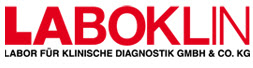 LABOKLIN
LABOR FÜR KLINISCHE DIAGNOSTIK GMBH & CO. KG